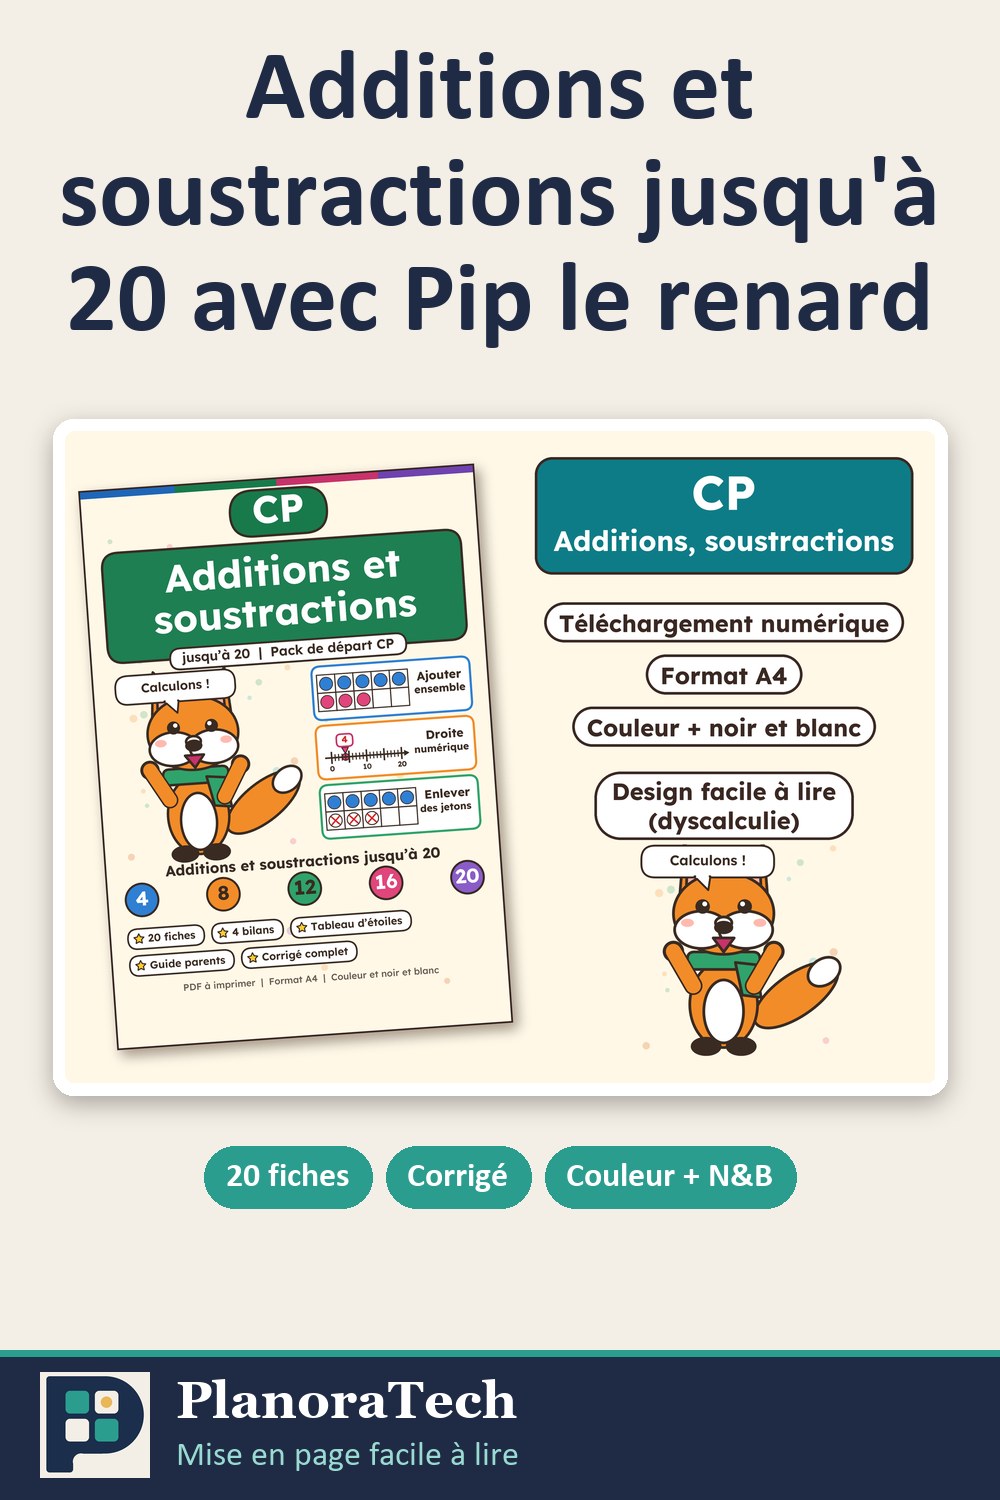 Additions et
soustractions jusqu'à
20 avec Pip le renard
CP
Additions et
soustractions
jusqu’à 20 | Pack de départ CP
Calculons !
Ajouter
ensemble
4
0 10 20
Droite
numérique
Enlever
des jetons
Additions et soustractions jusqu’à 20
4 8 12 16 20
20 fiches
4 bilans
Tableau d’étoiles
Guide parents
Corrigé complet
PDF à imprimer | Format A4 | Couleur et noir et blanc
CP
Additions, soustractions
Téléchargement numérique
Format A4
Couleur + noir et blanc
Design facile à lire
(dyscalculie)
Calculons !
20 fiches
Corrigé
Couleur + N&B
PlanoraTech
Mise en page facile à lire